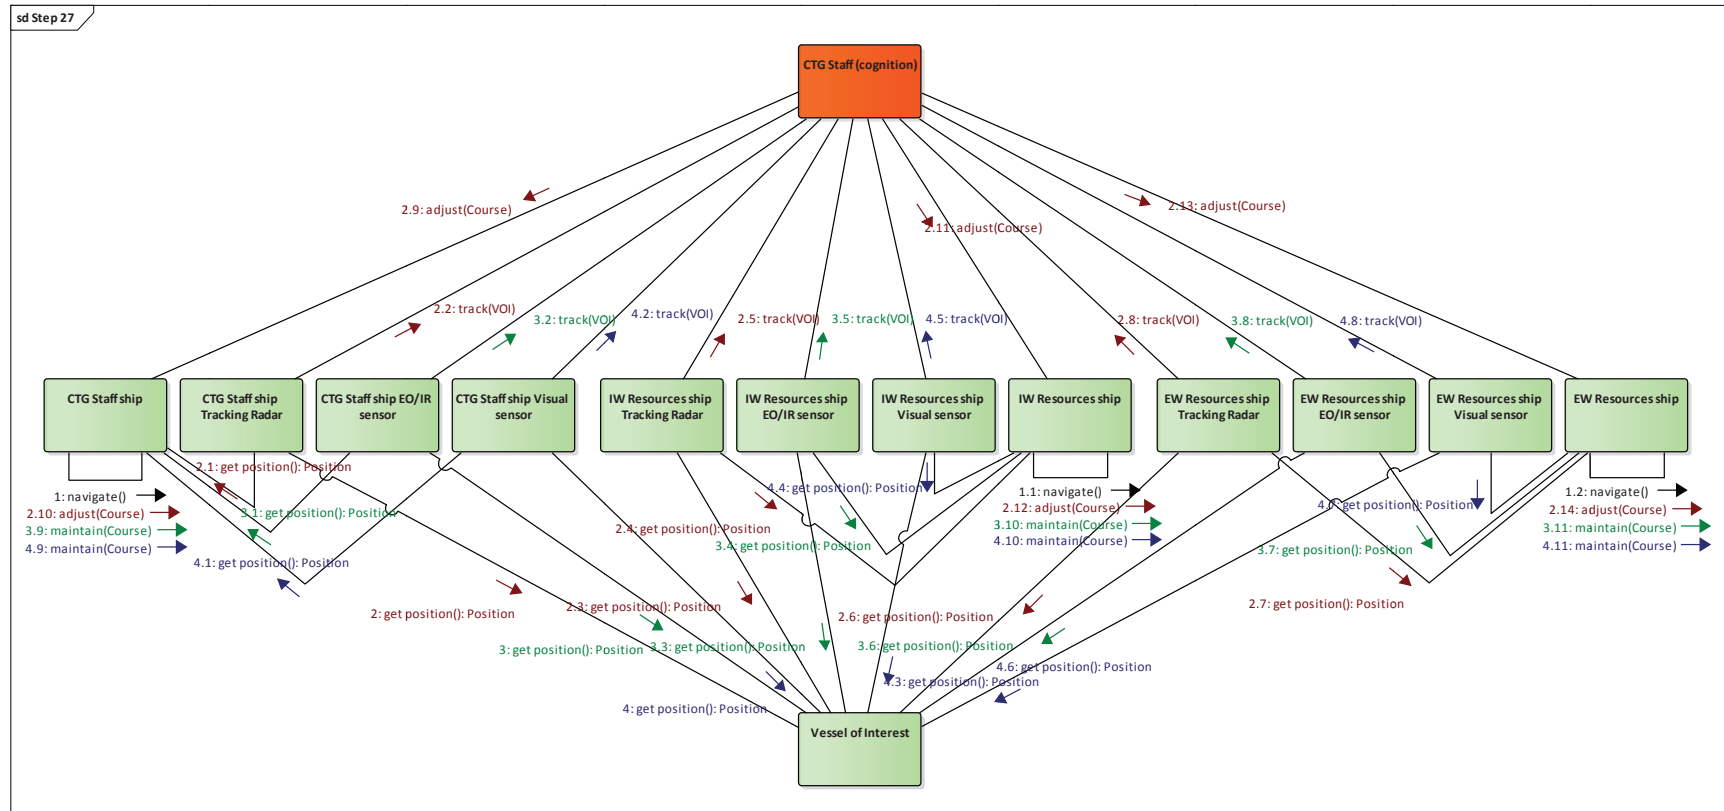 sd Step 27
CTG Staff (cognition)
2.9: adjust(Course)
2.11: adjust(Course)
2.13: adjust(Course)
2.2: track(VOI)
3.2: track(VOI)
4.2: track(VOI)
2.5: track(VOI)
3.5: track(VOI)
4.5: track(VOI)
2.8: track(VOI)
3.8: track(VOI)
4.8: track(VOI)
CTG Staff ship
CTG Staff ship
Tracking Radar
CTG Staff ship EO/IR
sensor
CTG Staff ship Visual
sensor
IW Resources ship
Tracking Radar
IW Resources ship
EO/IR sensor
IW Resources ship
Visual sensor
IW Resources ship
EW Resources ship
Tracking Radar
EW Resources ship
EO/IR sensor
EW Resources ship
Visual sensor
EW Resources ship
2.1: get position(): Position
1: navigate()
2.10: adjust(Course)
3.9: maintain(Course)
4.9: maintain(Course)
3.1: get position(): Position
4.1: get position(): Position
4.4: get position(): Position
2.4: get position(): Position
3.4: get position(): Position
1.1: navigate()
2.12: adjust(Course)
3.10: maintain(Course)
4.10: maintain(Course)
4.7: get position(): Position
3.7: get position(): Position
1.2: navigate()
2.14: adjust(Course)
3.11: maintain(Course)
4.11: maintain(Course)
2: get position(): Position
2.3: get position(): Position
2.6: get position(): Position
2.7: get position(): Position
3: get position(): Position
3.3: get position(): Position
3.6: get position(): Position
4.6: get position(): Position
4.3: get position(): Position
4: get position(): Position
Vessel of Interest